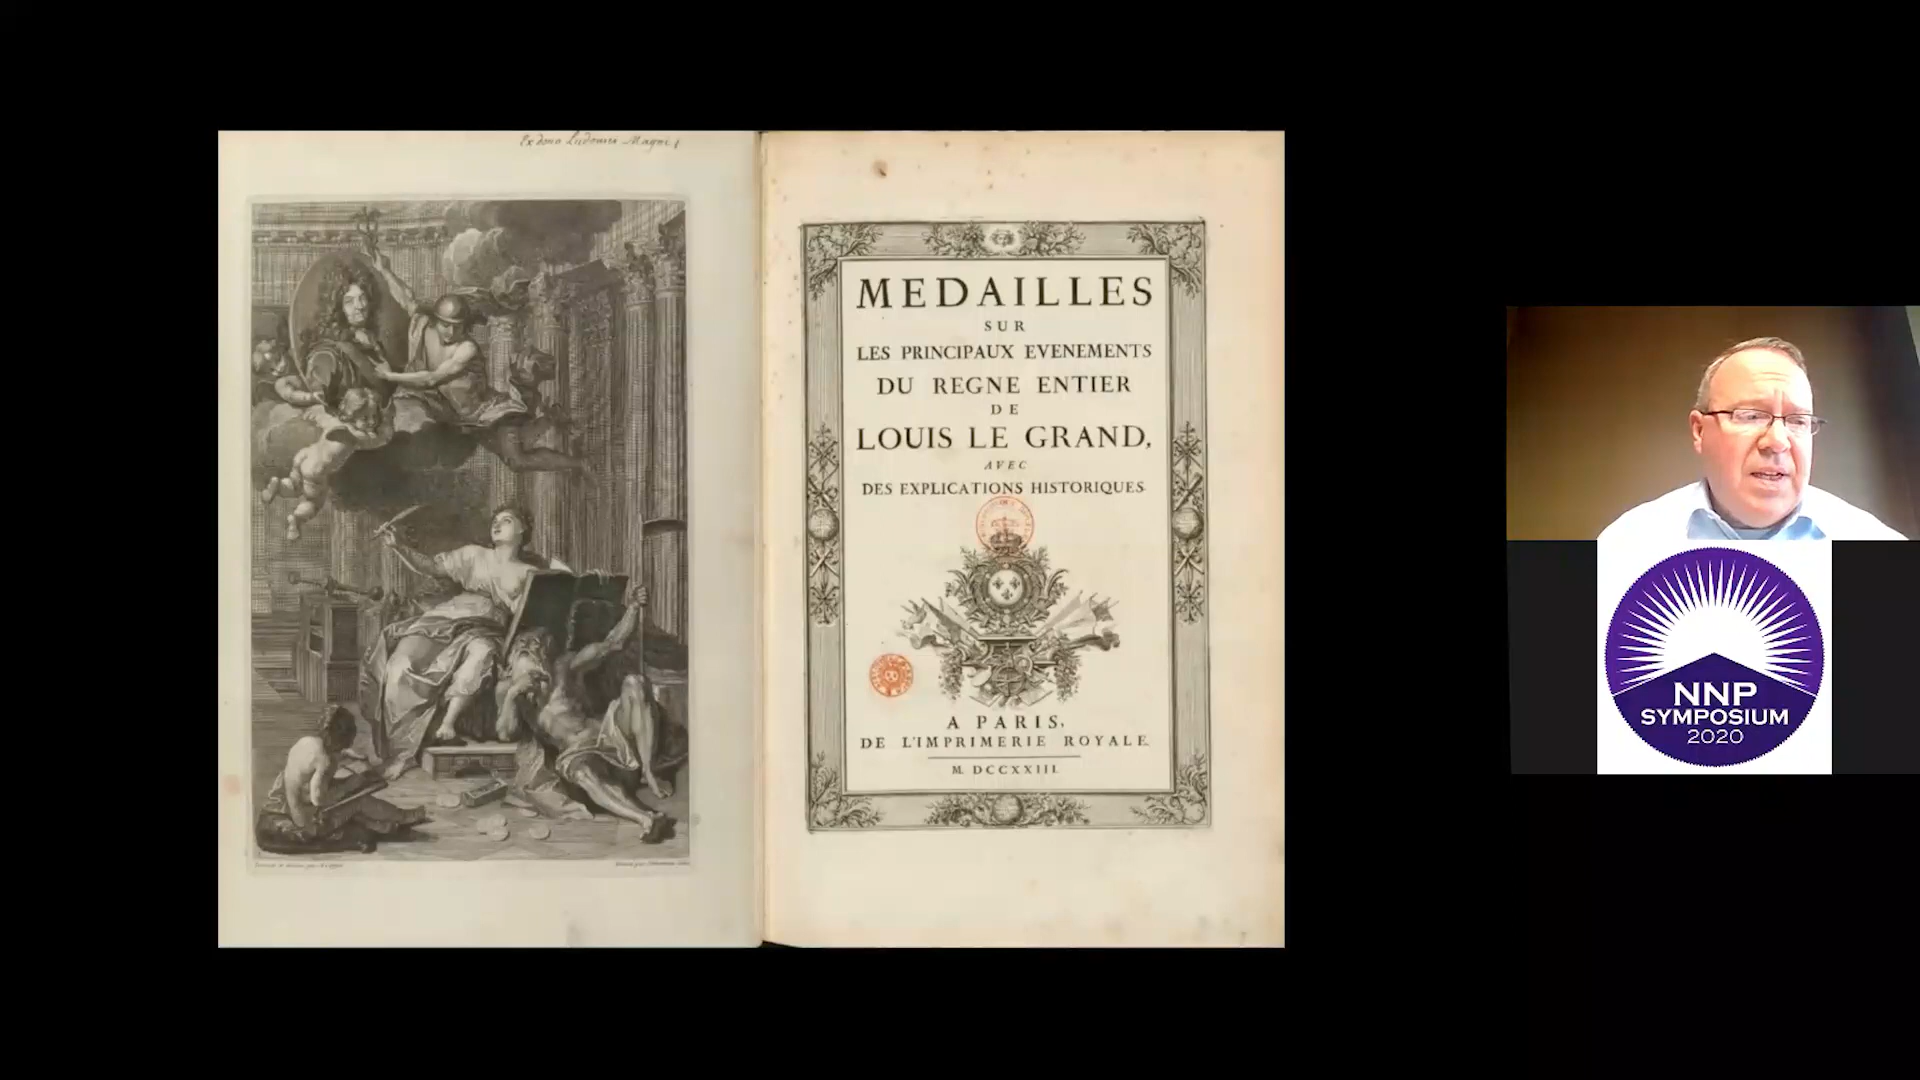 Ex dono Ludovici Magni
MEDAILLES
SUR
LES PRINCIPAUX EVENEMENTS
DU REGNE ENTIER
DE
LOUIS LE GRAND,
AVEC
DES EXPLICATIONS HISTORIQUES.
A PARIS,
DE L'IMPRIMERIE ROYALE.
M. DCCXXIII.
NNP
SYMPOSIUM
2020